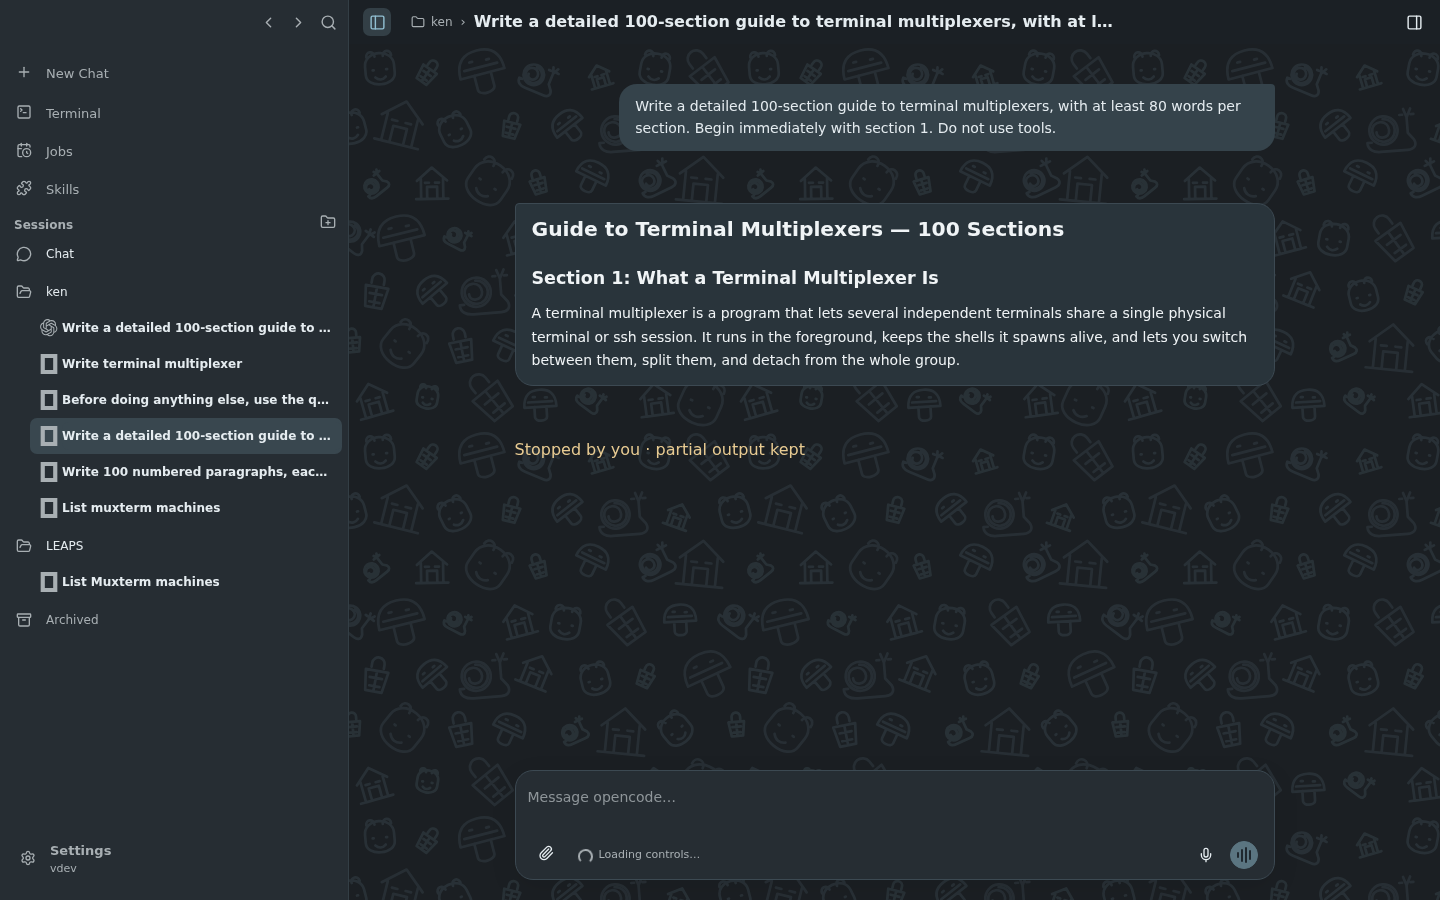 ken › Write a detailed 100-section guide to terminal multiplexers, with at l…
New Chat
Terminal
Jobs
Skills
Sessions
Chat
ken
Write a detailed 100-section guide to …
Write terminal multiplexer
Before doing anything else, use the q…
Write a detailed 100-section guide to …
Write 100 numbered paragraphs, eac…
List muxterm machines
LEAPS
List Muxterm machines
Archived
Settings
vdev
Write a detailed 100-section guide to terminal multiplexers, with at least 80 words per
section. Begin immediately with section 1. Do not use tools.
Guide to Terminal Multiplexers — 100 Sections
Section 1: What a Terminal Multiplexer Is
A terminal multiplexer is a program that lets several independent terminals share a single physical
terminal or ssh session. It runs in the foreground, keeps the shells it spawns alive, and lets you switch
between them, split them, and detach from the whole group.
Stopped by you · partial output kept
Message opencode…
Loading controls…